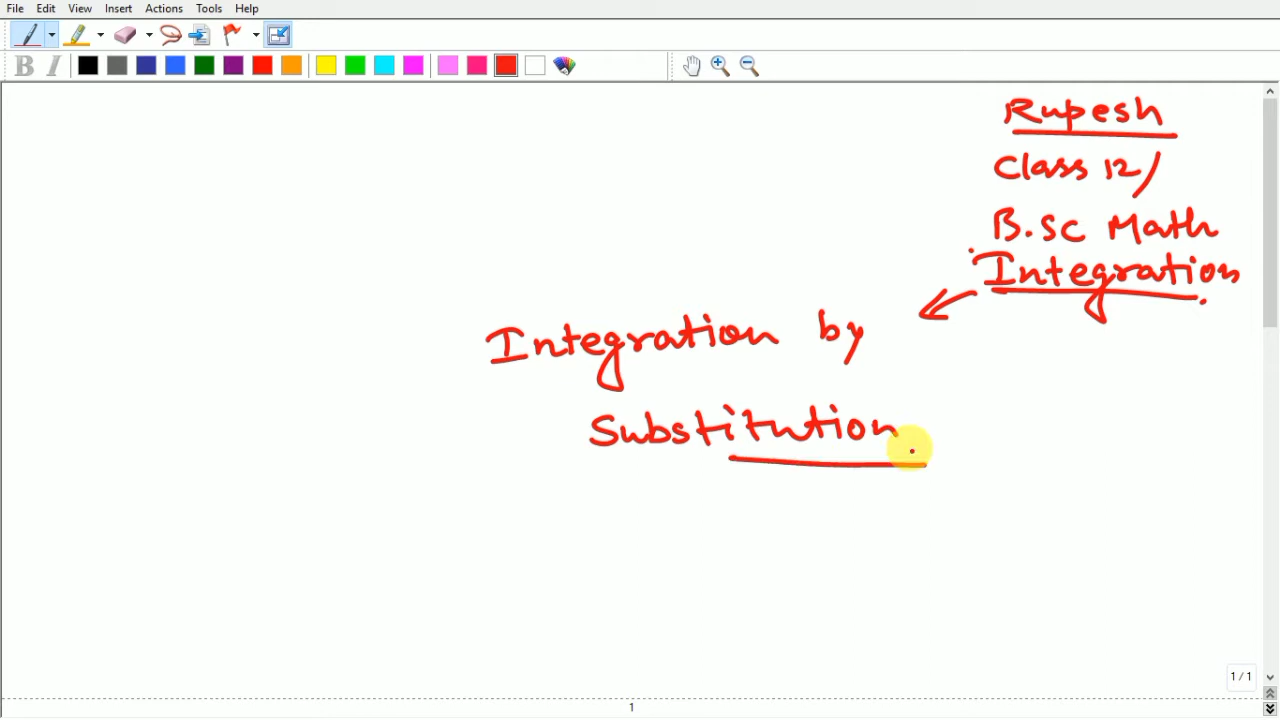 File Edit View Insert Actions Tools Help
B I
Rupesh
Class 12/
B.Sc Math
Integration
Integration by
Substitution
1 / 1
1